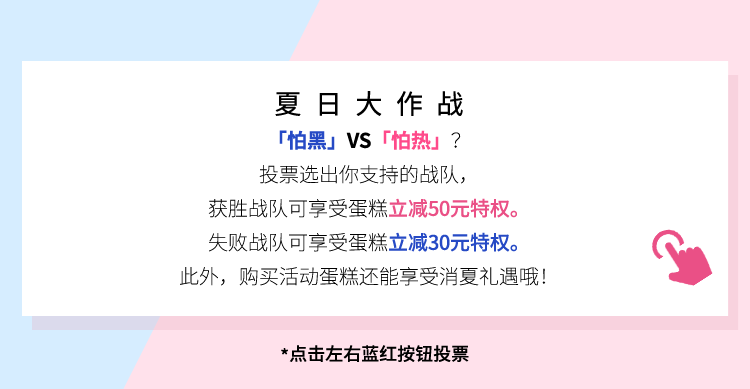 夏日大作战
「怕黑」VS「怕热」?
投票选出你支持的战队，
获胜战队可享受蛋糕立减50元特权。
失败战队可享受蛋糕立减30元特权。
此外，购买活动蛋糕还能享受消夏礼遇哦！
*点击左右蓝红按钮投票